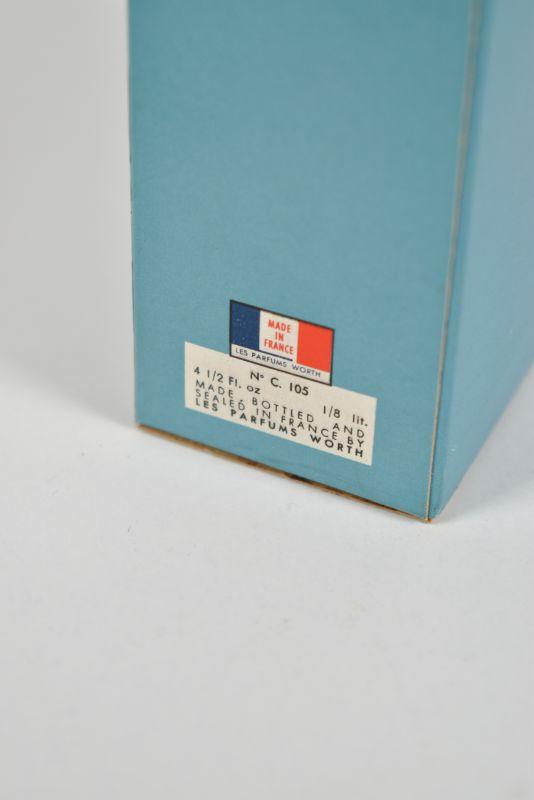 MADE
IN
FRANCE
LES PARFUMS WORTH
N° C. 105
4 1/2 Fl. oz 1/8 lit.
MADE, BOTTLED AND
SEALED IN FRANCE BY
LES PARFUMS WORTH